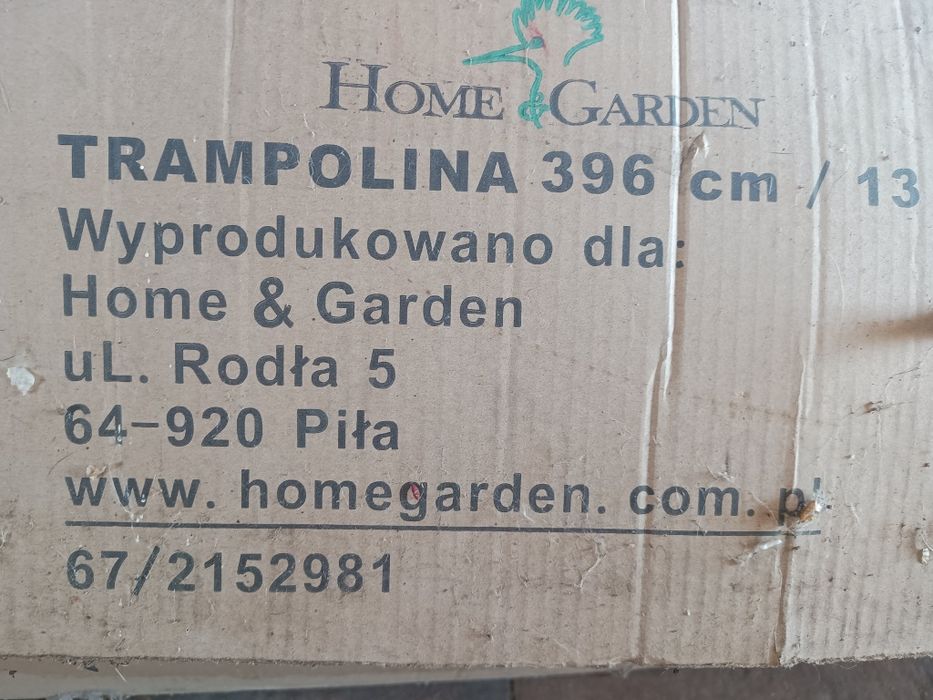 HOME & GARDEN
TRAMPOLINA 396 cm / 13
Wyprodukowano dla:
Home & Garden
uL. Rodła 5
64-920 Piła
www. homegarden. com. pl
67/2152981